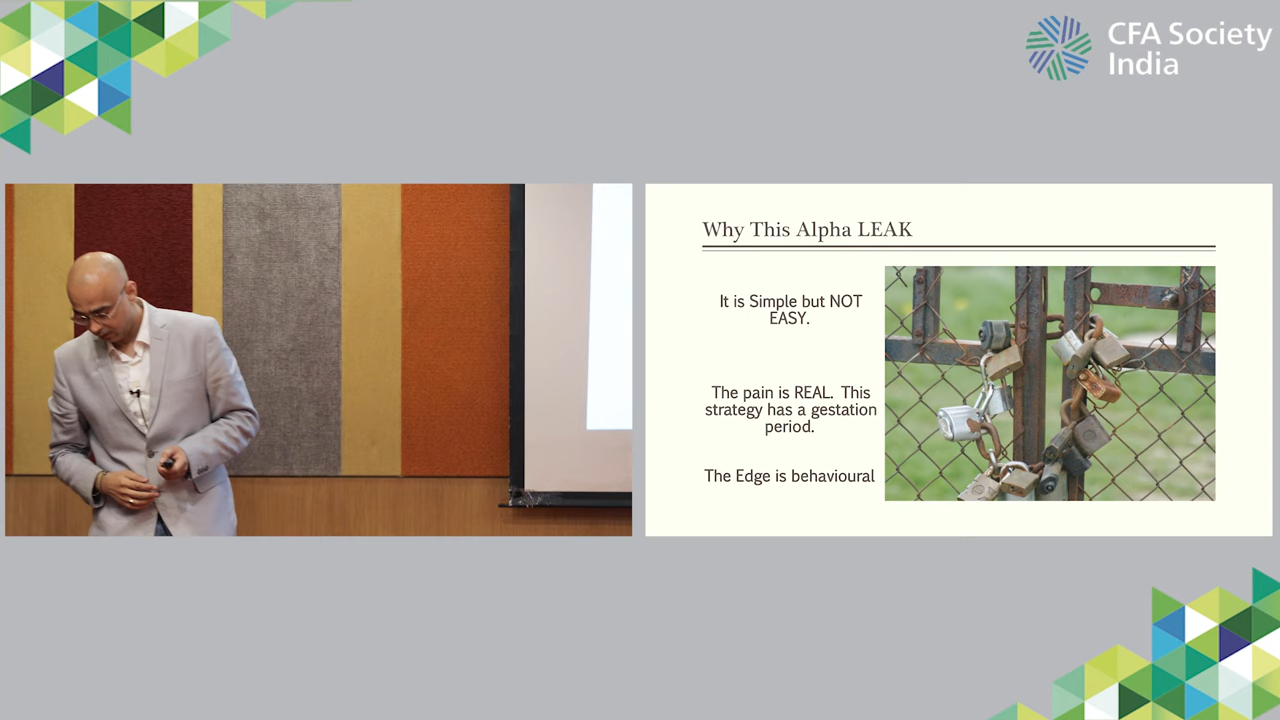 CFA Society
India
Why This Alpha LEAK
It is Simple but NOT
EASY.
The pain is REAL. This
strategy has a gestation
period.
The Edge is behavioural